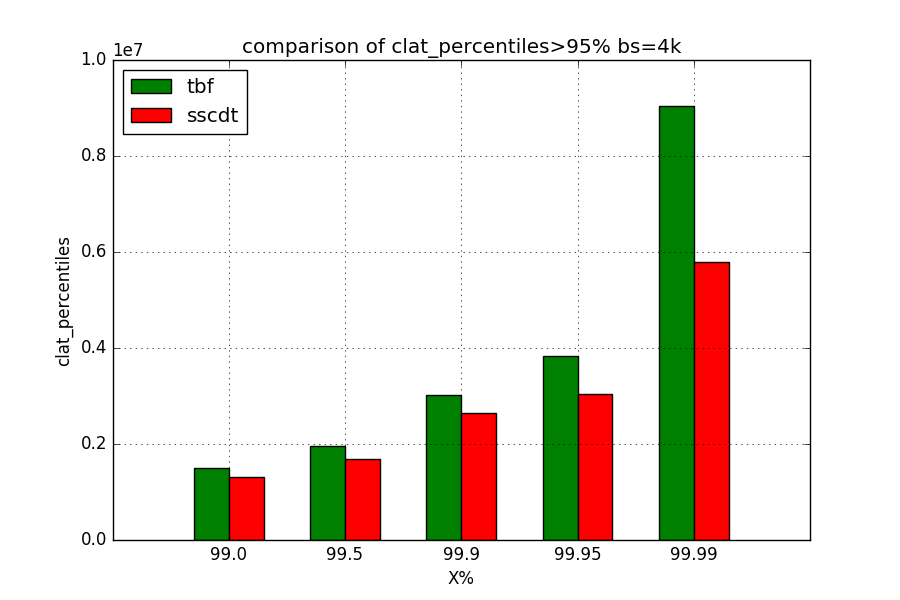 comparison of clat_percentiles>95% bs=4k
1e7
1.0
0.8
0.6
0.4
0.2
0.0
clat_percentiles
tbf
sscdt
99.0 99.5 99.9 99.95 99.99
X%